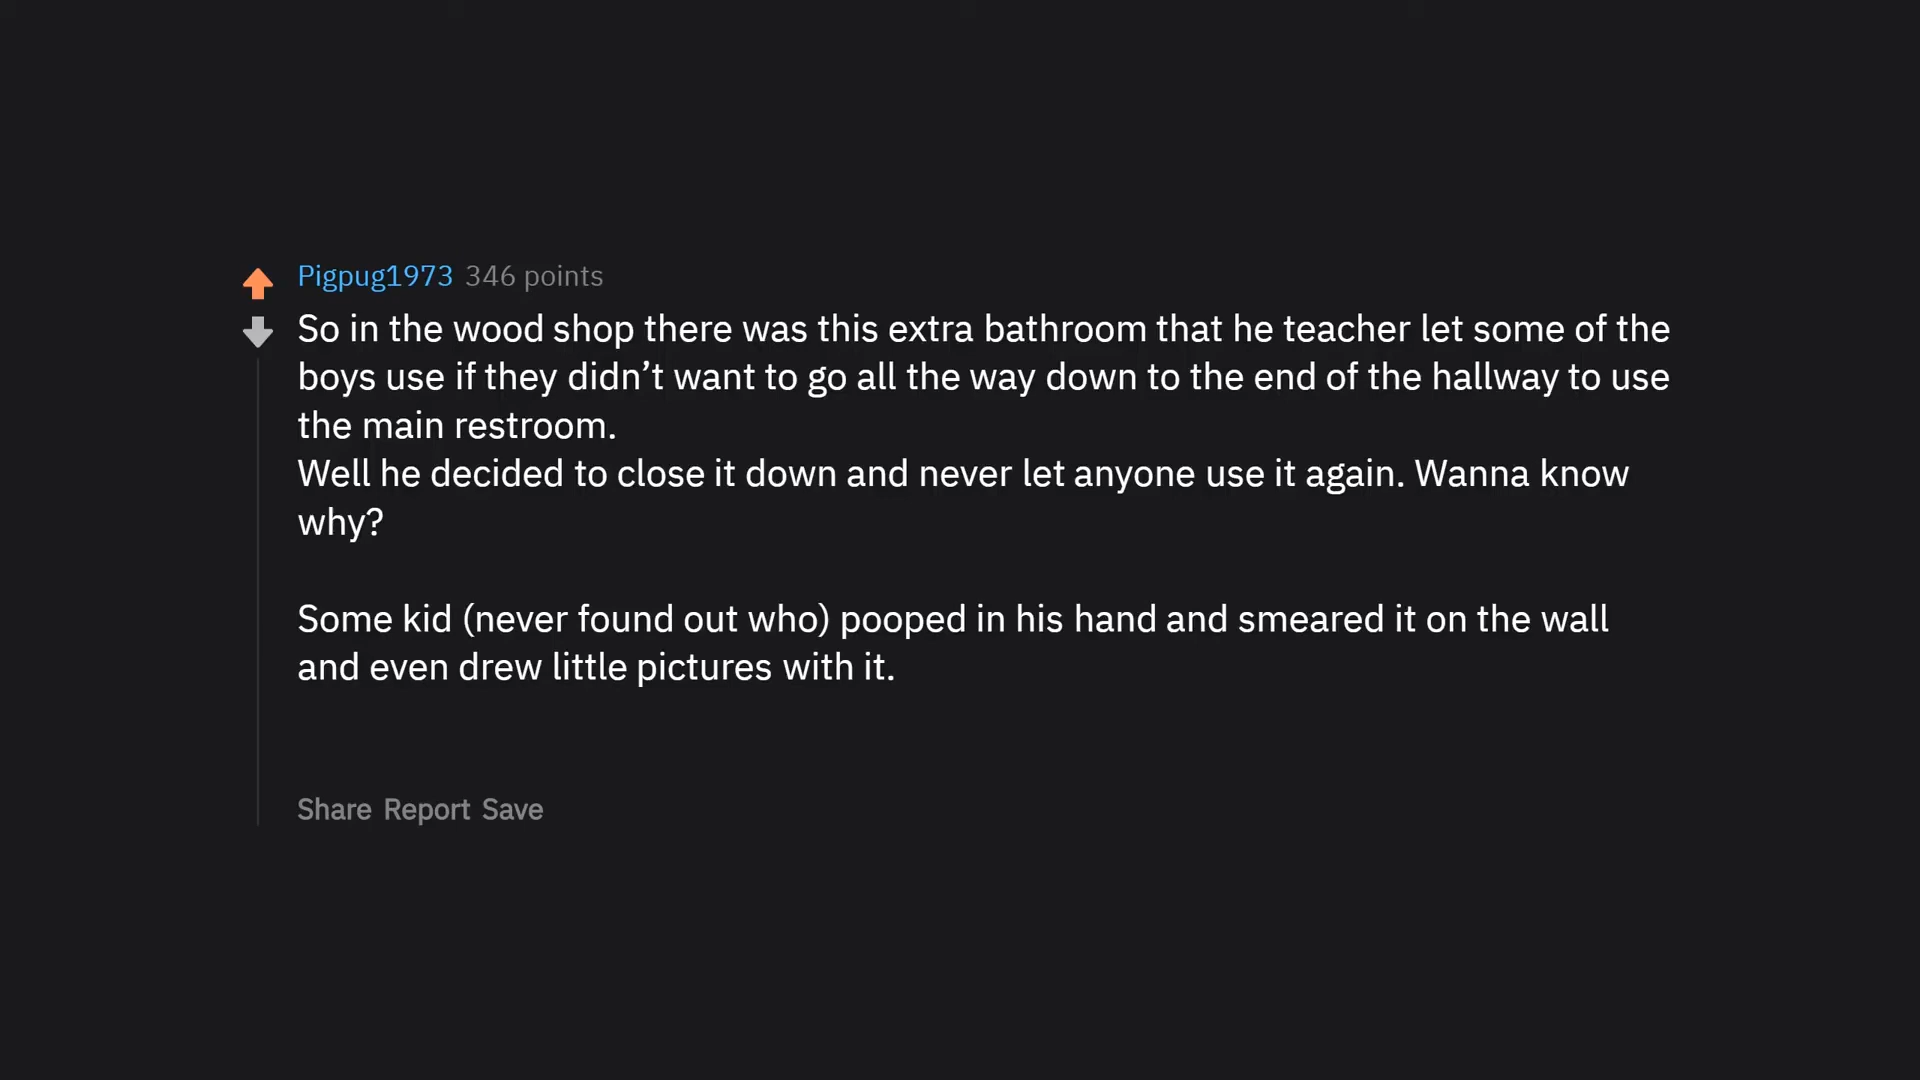 Pigpug1973 346 points
So in the wood shop there was this extra bathroom that he teacher let some of the
boys use if they didn’t want to go all the way down to the end of the hallway to use
the main restroom.
Well he decided to close it down and never let anyone use it again. Wanna know
why?
Some kid (never found out who) pooped in his hand and smeared it on the wall
and even drew little pictures with it.
Share Report Save